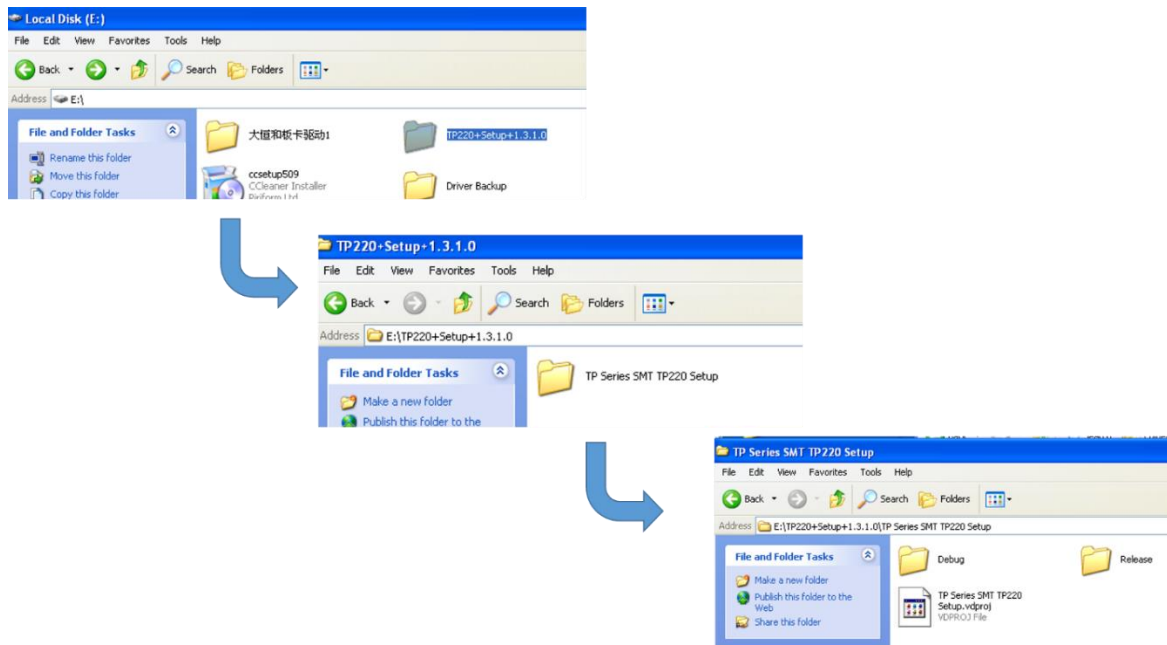 Local Disk (E:)
File Edit View Favorites Tools Help
Back Search Folders
Address E:\
File and Folder Tasks
Rename this folder
Move this folder
Copy this folder
大恒和板卡驱动1
TP220+Setup+1.3.1.0
ccsetup509
CCleaner Installer
Piriform Ltd
Driver Backup
TP220+Setup+1.3.1.0
File Edit View Favorites Tools Help
Back Search Folders
Address E:\TP220+Setup+1.3.1.0
File and Folder Tasks
Make a new folder
Publish this folder to the
TP Series SMT TP220 Setup
TP Series SMT TP220 Setup
File Edit View Favorites Tools Help
Back Search Folders
Address E:\TP220+Setup+1.3.1.0\TP Series SMT TP220 Setup
File and Folder Tasks
Make a new folder
Publish this folder to the
Web
Share this folder
Debug
Release
TP Series SMT TP220
Setup.vdproj
VDPROJ File